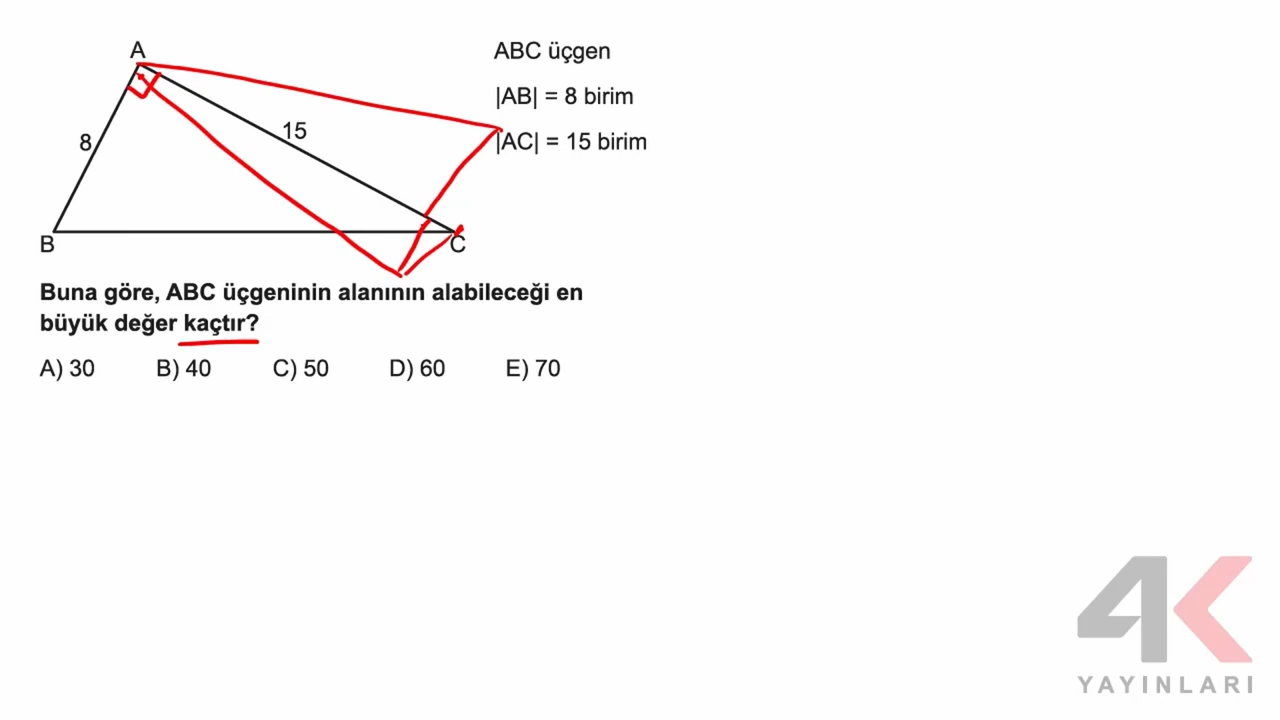 A
ABC üçgen
|AB| = 8 birim
15
8
|AC| = 15 birim
B
C
Buna göre, ABC üçgeninin alanının alabileceği en
büyük değer kaçtır?
A) 30 B) 40 C) 50 D) 60 E) 70
4K
YAYINLARI